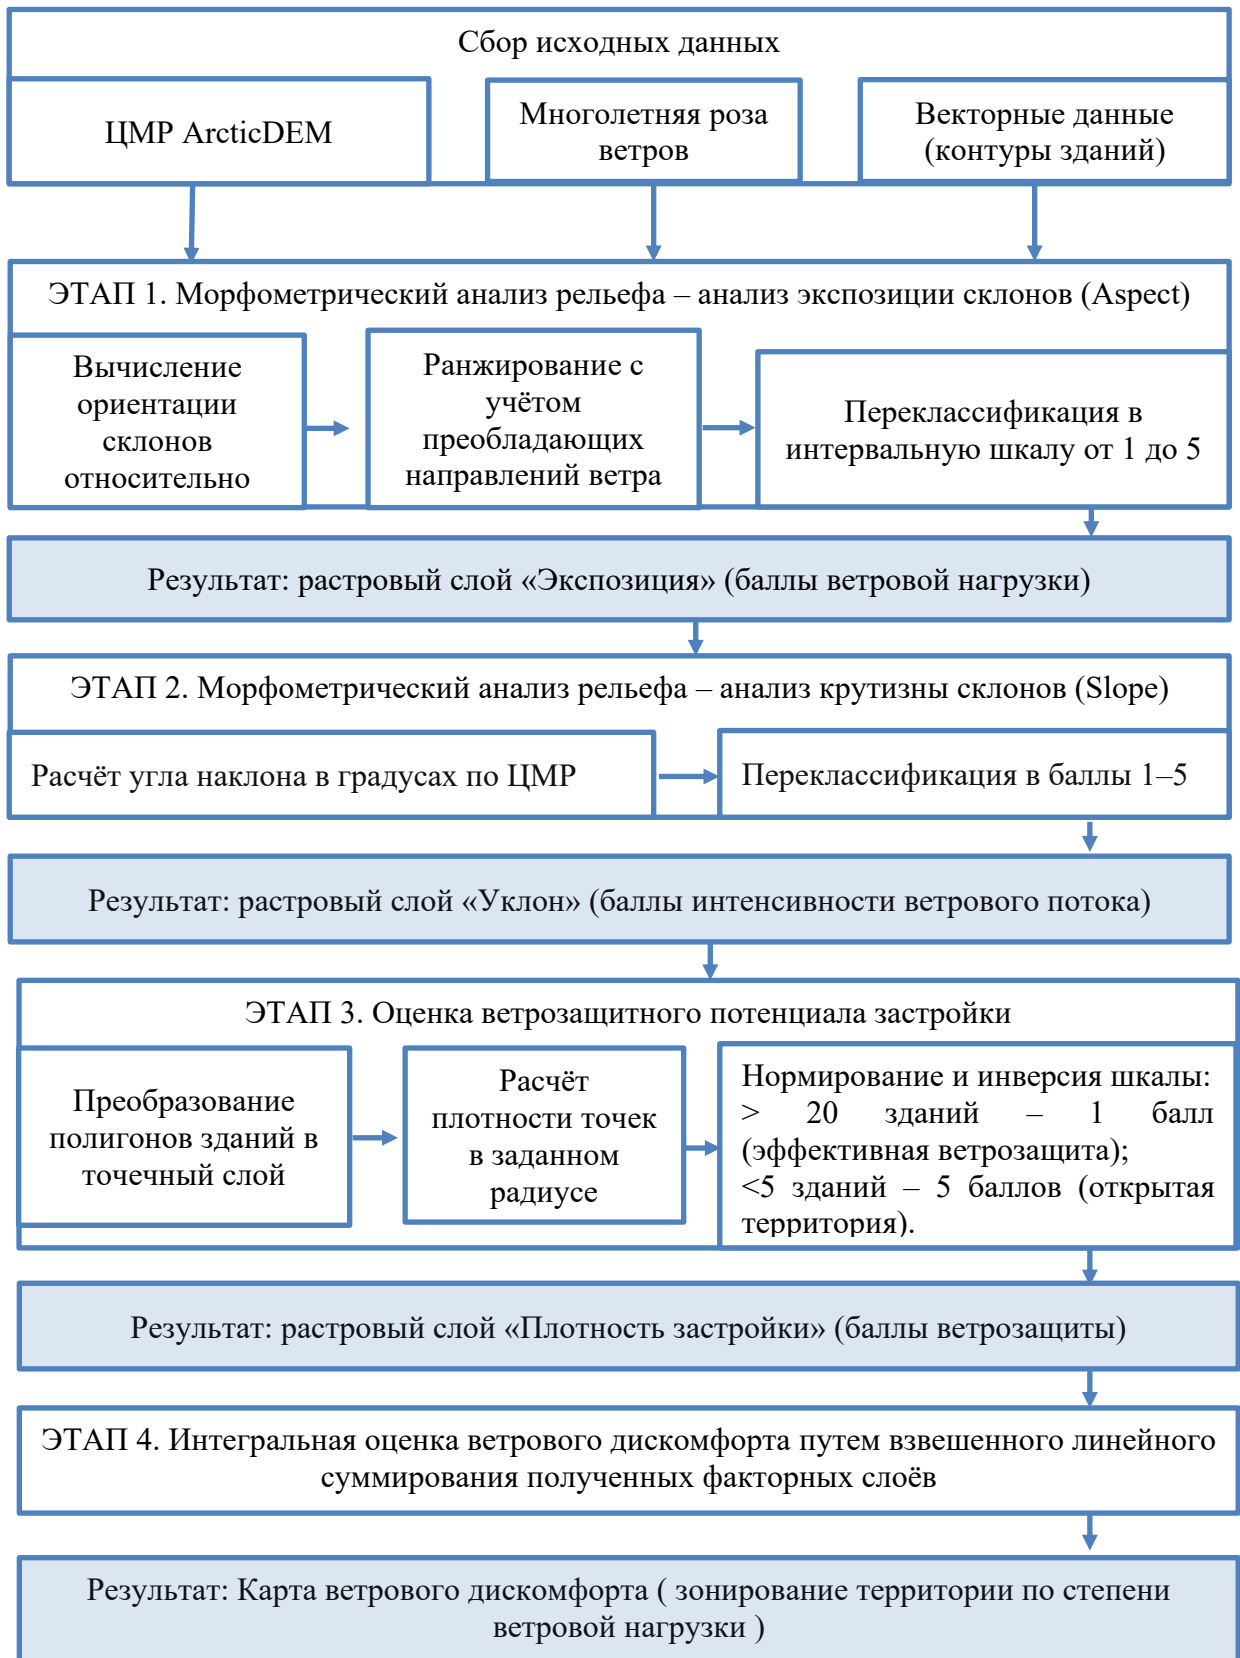 Сбор исходных данных
ЦМР ArcticDEM
Многолетняя роза
ветров
Векторные данные
(контуры зданий)
ЭТАП 1. Морфометрический анализ рельефа – анализ экспозиции склонов (Aspect)
Вычисление
ориентации
склонов
относительно
Ранжирование с
учётом
преобладающих
направлений ветра
Переклассификация в
интервальную шкалу от 1 до 5
Результат: растровый слой «Экспозиция» (баллы ветровой нагрузки)
ЭТАП 2. Морфометрический анализ рельефа – анализ крутизны склонов (Slope)
Расчёт угла наклона в градусах по ЦМР
Переклассификация в баллы 1–5
Результат: растровый слой «Уклон» (баллы интенсивности ветрового потока)
ЭТАП 3. Оценка ветрозащитного потенциала застройки
Преобразование
полигонов зданий в
точечный слой
Расчёт
плотности точек
в заданном
радиусе
Нормирование и инверсия шкалы:
> 20 зданий – 1 балл
(эффективная ветрозащита);
<5 зданий – 5 баллов (открытая
территория).
Результат: растровый слой «Плотность застройки» (баллы ветрозащиты)
ЭТАП 4. Интегральная оценка ветрового дискомфорта путем взвешенного линейного
суммирования полученных факторных слоёв
Результат: Карта ветрового дискомфорта ( зонирование территории по степени
ветровой нагрузки )